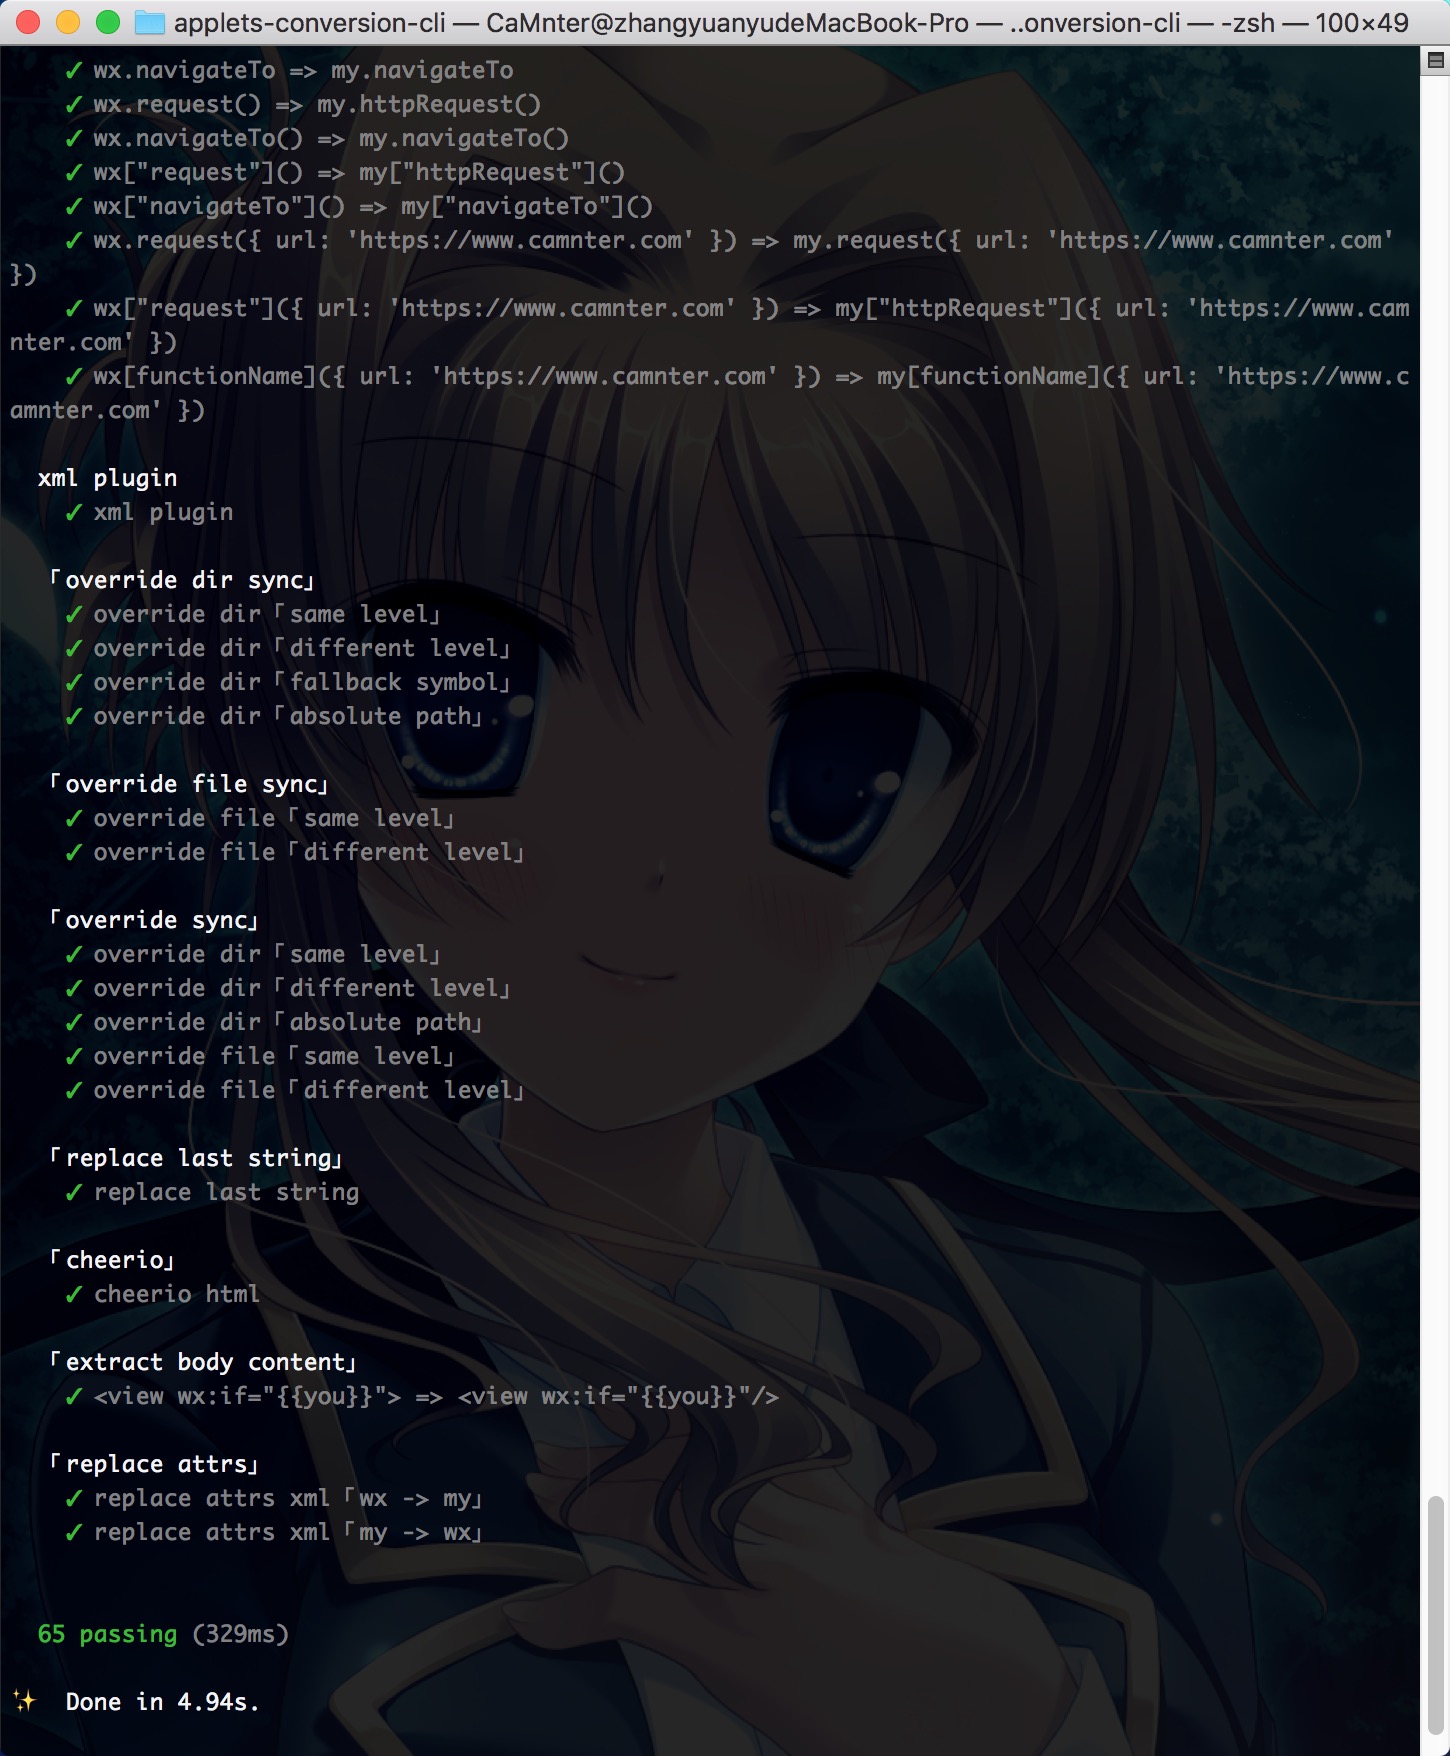 applets-conversion-cli — CaMnter@zhangyuanyudeMacBook-Pro — ..onversion-cli — -zsh — 100×49
✓ wx.navigateTo => my.navigateTo
✓ wx.request() => my.httpRequest()
✓ wx.navigateTo() => my.navigateTo()
✓ wx["request"]() => my["httpRequest"]()
✓ wx["navigateTo"]() => my["navigateTo"]()
✓ wx.request({ url: 'https://www.camnter.com' }) => my.request({ url: 'https://www.camnter.com'
})
✓ wx["request"]({ url: 'https://www.camnter.com' }) => my["httpRequest"]({ url: 'https://www.cam
nter.com' })
✓ wx[functionName]({ url: 'https://www.camnter.com' }) => my[functionName]({ url: 'https://www.c
amnter.com' })
xml plugin
✓ xml plugin
「override dir sync」
✓ override dir「same level」
✓ override dir「different level」
✓ override dir「fallback symbol」
✓ override dir「absolute path」
「override file sync」
✓ override file「same level」
✓ override file「different level」
「override sync」
✓ override dir「same level」
✓ override dir「different level」
✓ override dir「absolute path」
✓ override file「same level」
✓ override file「different level」
「replace last string」
✓ replace last string
「cheerio」
✓ cheerio html
「extract body content」
✓ <view wx:if="{{you}}"> => <view wx:if="{{you}}"/>
「replace attrs」
✓ replace attrs xml「wx -> my」
✓ replace attrs xml「my -> wx」
65 passing (329ms)
✨ Done in 4.94s.